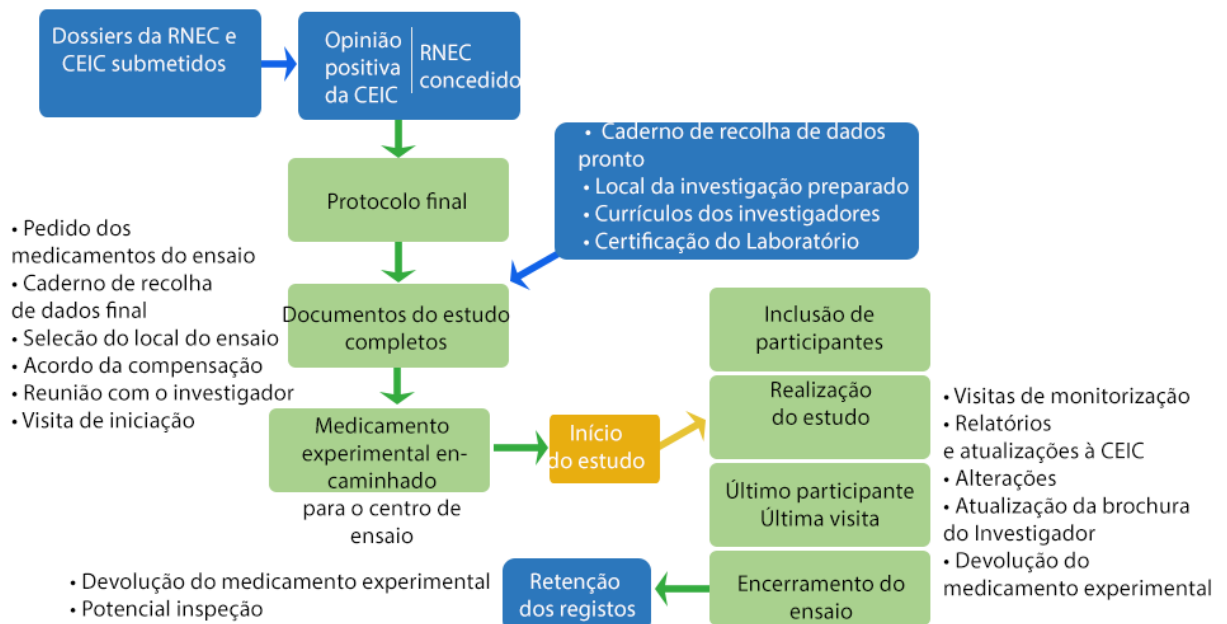 Dossiers da RNEC e
CEIC submetidos
Opinião
positiva
da CEIC
RNEC
concedido
• Caderno de recolha de dados
pronto
• Local da investigação preparado
• Currículos dos investigadores
• Certificação do Laboratório
Protocolo final
• Pedido dos
medicamentos do ensaio
• Caderno de recolha
de dados final
• Selecão do local do ensaio
• Acordo da compensação
• Reunião com o investigador
• Visita de iniciação
Documentos do estudo
completos
Medicamento
experimental en-
caminhado
para o centro de
ensaio
Início
do estudo
Inclusão de
participantes
Realização
do estudo
Último participante
Última visita
Encerramento do
ensaio
• Visitas de monitorização
• Relatórios
e atualizações à CEIC
• Alterações
• Atualização da brochura
do Investigador
• Devolução do
medicamento experimental
Retenção
dos registos
• Devolução do medicamento experimental
• Potencial inspeção